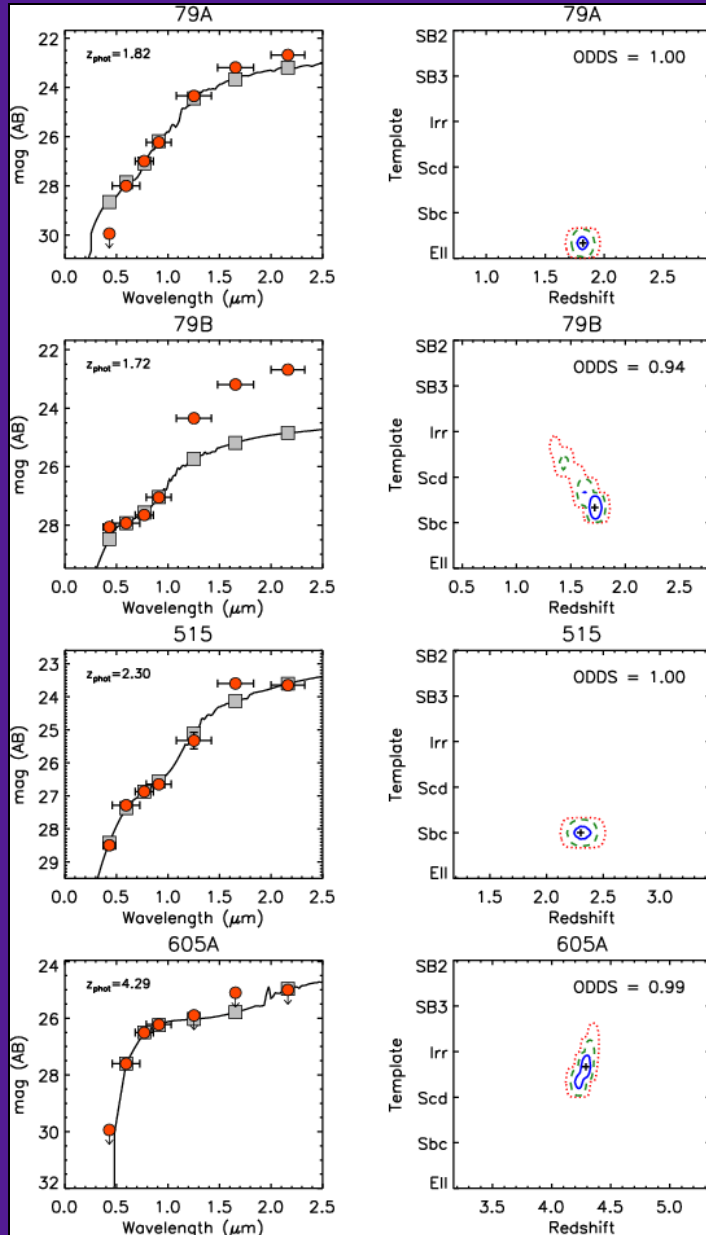 79A
z_phot=1.82
mag (AB)
22
24
26
28
30
0.0 0.5 1.0 1.5 2.0 2.5
Wavelength (μm)
79A
ODDS = 1.00
Template
SB2
SB3
Irr
Scd
Sbc
Ell
1.0 1.5 2.0 2.5
Redshift
79B
z_phot=1.72
mag (AB)
22
24
26
28
0.0 0.5 1.0 1.5 2.0 2.5
Wavelength (μm)
79B
ODDS = 0.94
Template
SB2
SB3
Irr
Scd
Sbc
Ell
0.5 1.0 1.5 2.0 2.5
Redshift
515
z_phot=2.30
mag (AB)
23
24
25
26
27
28
29
0.0 0.5 1.0 1.5 2.0 2.5
Wavelength (μm)
515
ODDS = 1.00
Template
SB2
SB3
Irr
Scd
Sbc
Ell
1.5 2.0 2.5 3.0
Redshift
605A
z_phot=4.29
mag (AB)
24
26
28
30
32
0.0 0.5 1.0 1.5 2.0 2.5
Wavelength (μm)
605A
ODDS = 0.99
Template
SB2
SB3
Irr
Scd
Sbc
Ell
3.5 4.0 4.5 5.0
Redshift